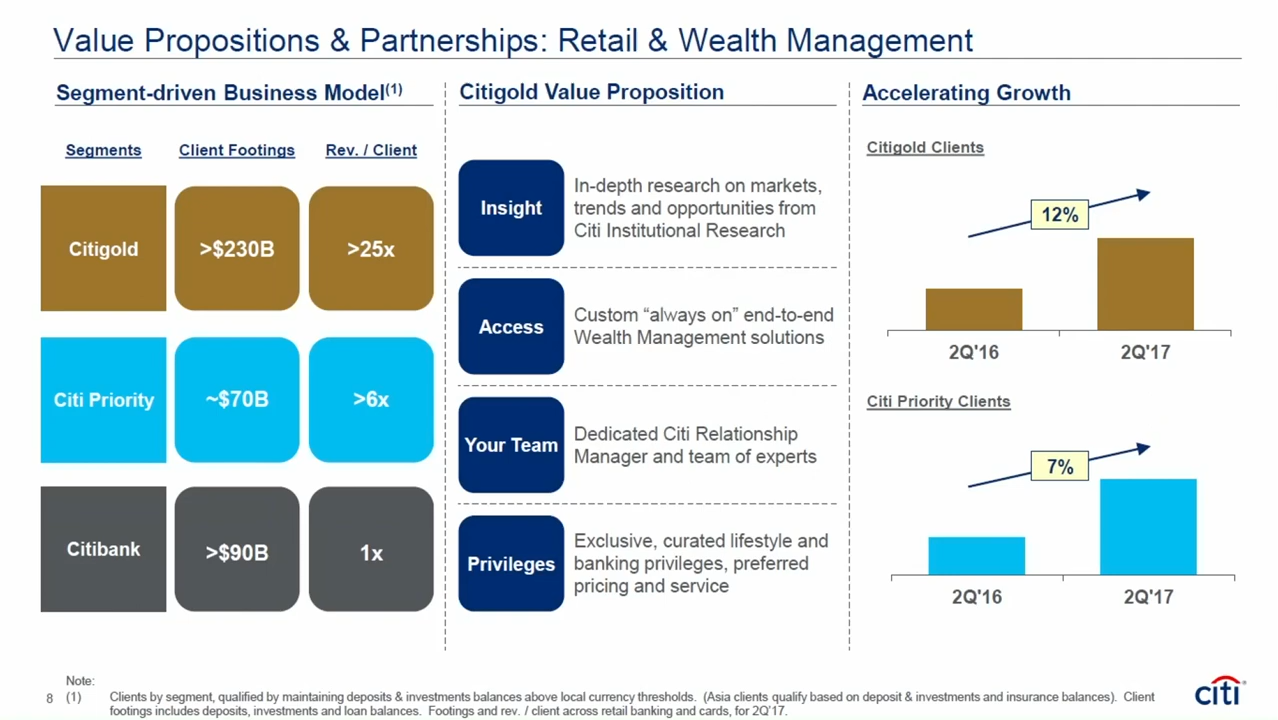 Value Propositions & Partnerships: Retail & Wealth Management
Segment-driven Business Model(1)
Segments Client Footings Rev. / Client
Citigold >$230B >25x
Citi Priority ~$70B >6x
Citibank >$90B 1x
Citigold Value Proposition
Insight
In-depth research on markets,
trends and opportunities from
Citi Institutional Research
Access
Custom “always on” end-to-end
Wealth Management solutions
Your Team
Dedicated Citi Relationship
Manager and team of experts
Privileges
Exclusive, curated lifestyle and
banking privileges, preferred
pricing and service
Accelerating Growth
Citigold Clients
12%
2Q'16 2Q'17
Citi Priority Clients
7%
2Q'16 2Q'17
Note:
(1) Clients by segment, qualified by maintaining deposits & investments balances above local currency thresholds. (Asia clients qualify based on deposit & investments and insurance balances). Client
footings includes deposits, investments and loan balances. Footings and rev. / client across retail banking and cards, for 2Q'17.
8
citi®